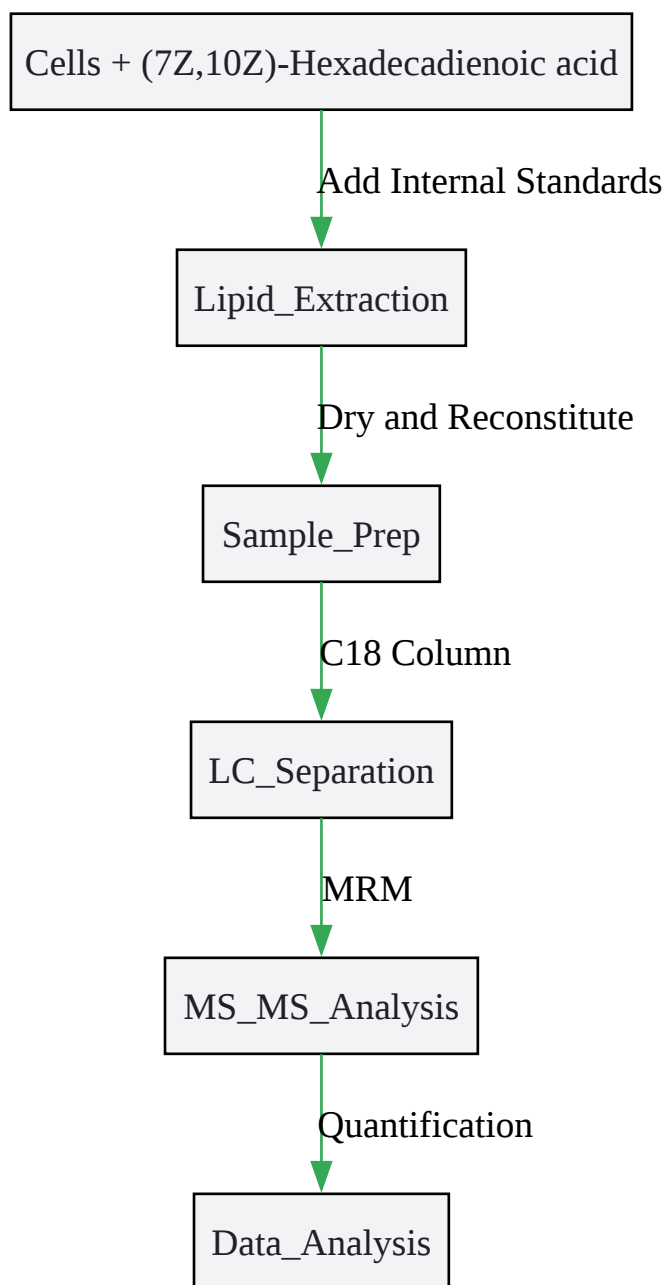 Cells + (7Z,10Z)-Hexadecadienoic acid
Add Internal Standards
Lipid_Extraction
Dry and Reconstitute
Sample_Prep
C18 Column
LC_Separation
MRM
MS_MS_Analysis
Quantification
Data_Analysis